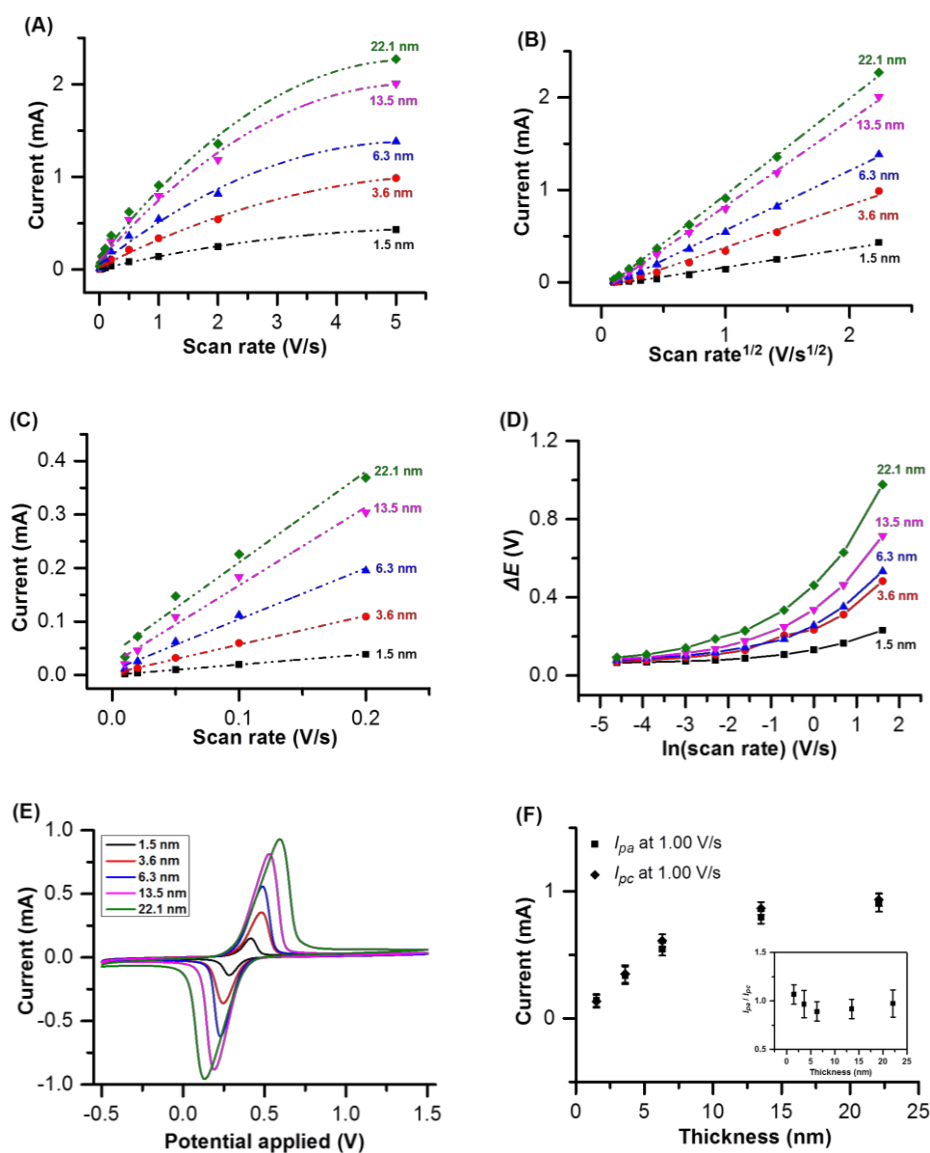 (A)
22.1 nm
13.5 nm
6.3 nm
3.6 nm
1.5 nm
2
1
0
Current (mA)
0 1 2 3 4 5
Scan rate (V/s)
(B)
22.1 nm
13.5 nm
6.3 nm
3.6 nm
1.5 nm
2
1
0
Current (mA)
0 1 2
Scan rate1/2 (V/s1/2)
(C)
22.1 nm
13.5 nm
6.3 nm
3.6 nm
1.5 nm
0.4
0.3
0.2
0.1
0.0
Current (mA)
0.0 0.1 0.2
Scan rate (V/s)
(D)
22.1 nm
13.5 nm
6.3 nm
3.6 nm
1.5 nm
1.2
0.8
0.4
0.0
ΔE (V)
-5 -4 -3 -2 -1 0 1 2
ln(scan rate) (V/s)
(E)
1.5 nm
3.6 nm
6.3 nm
13.5 nm
22.1 nm
1.0
0.5
0.0
-0.5
-1.0
Current (mA)
-0.5 0.0 0.5 1.0 1.5
Potential applied (V)
(F)
Ipa at 1.00 V/s
Ipc at 1.00 V/s
1
0
Current (mA)
0 5 10 15 20 25
Thickness (nm)
1.5
1.0
0.5
Ipa / Ipc
0 5 10 15 20 25
Thickness (nm)